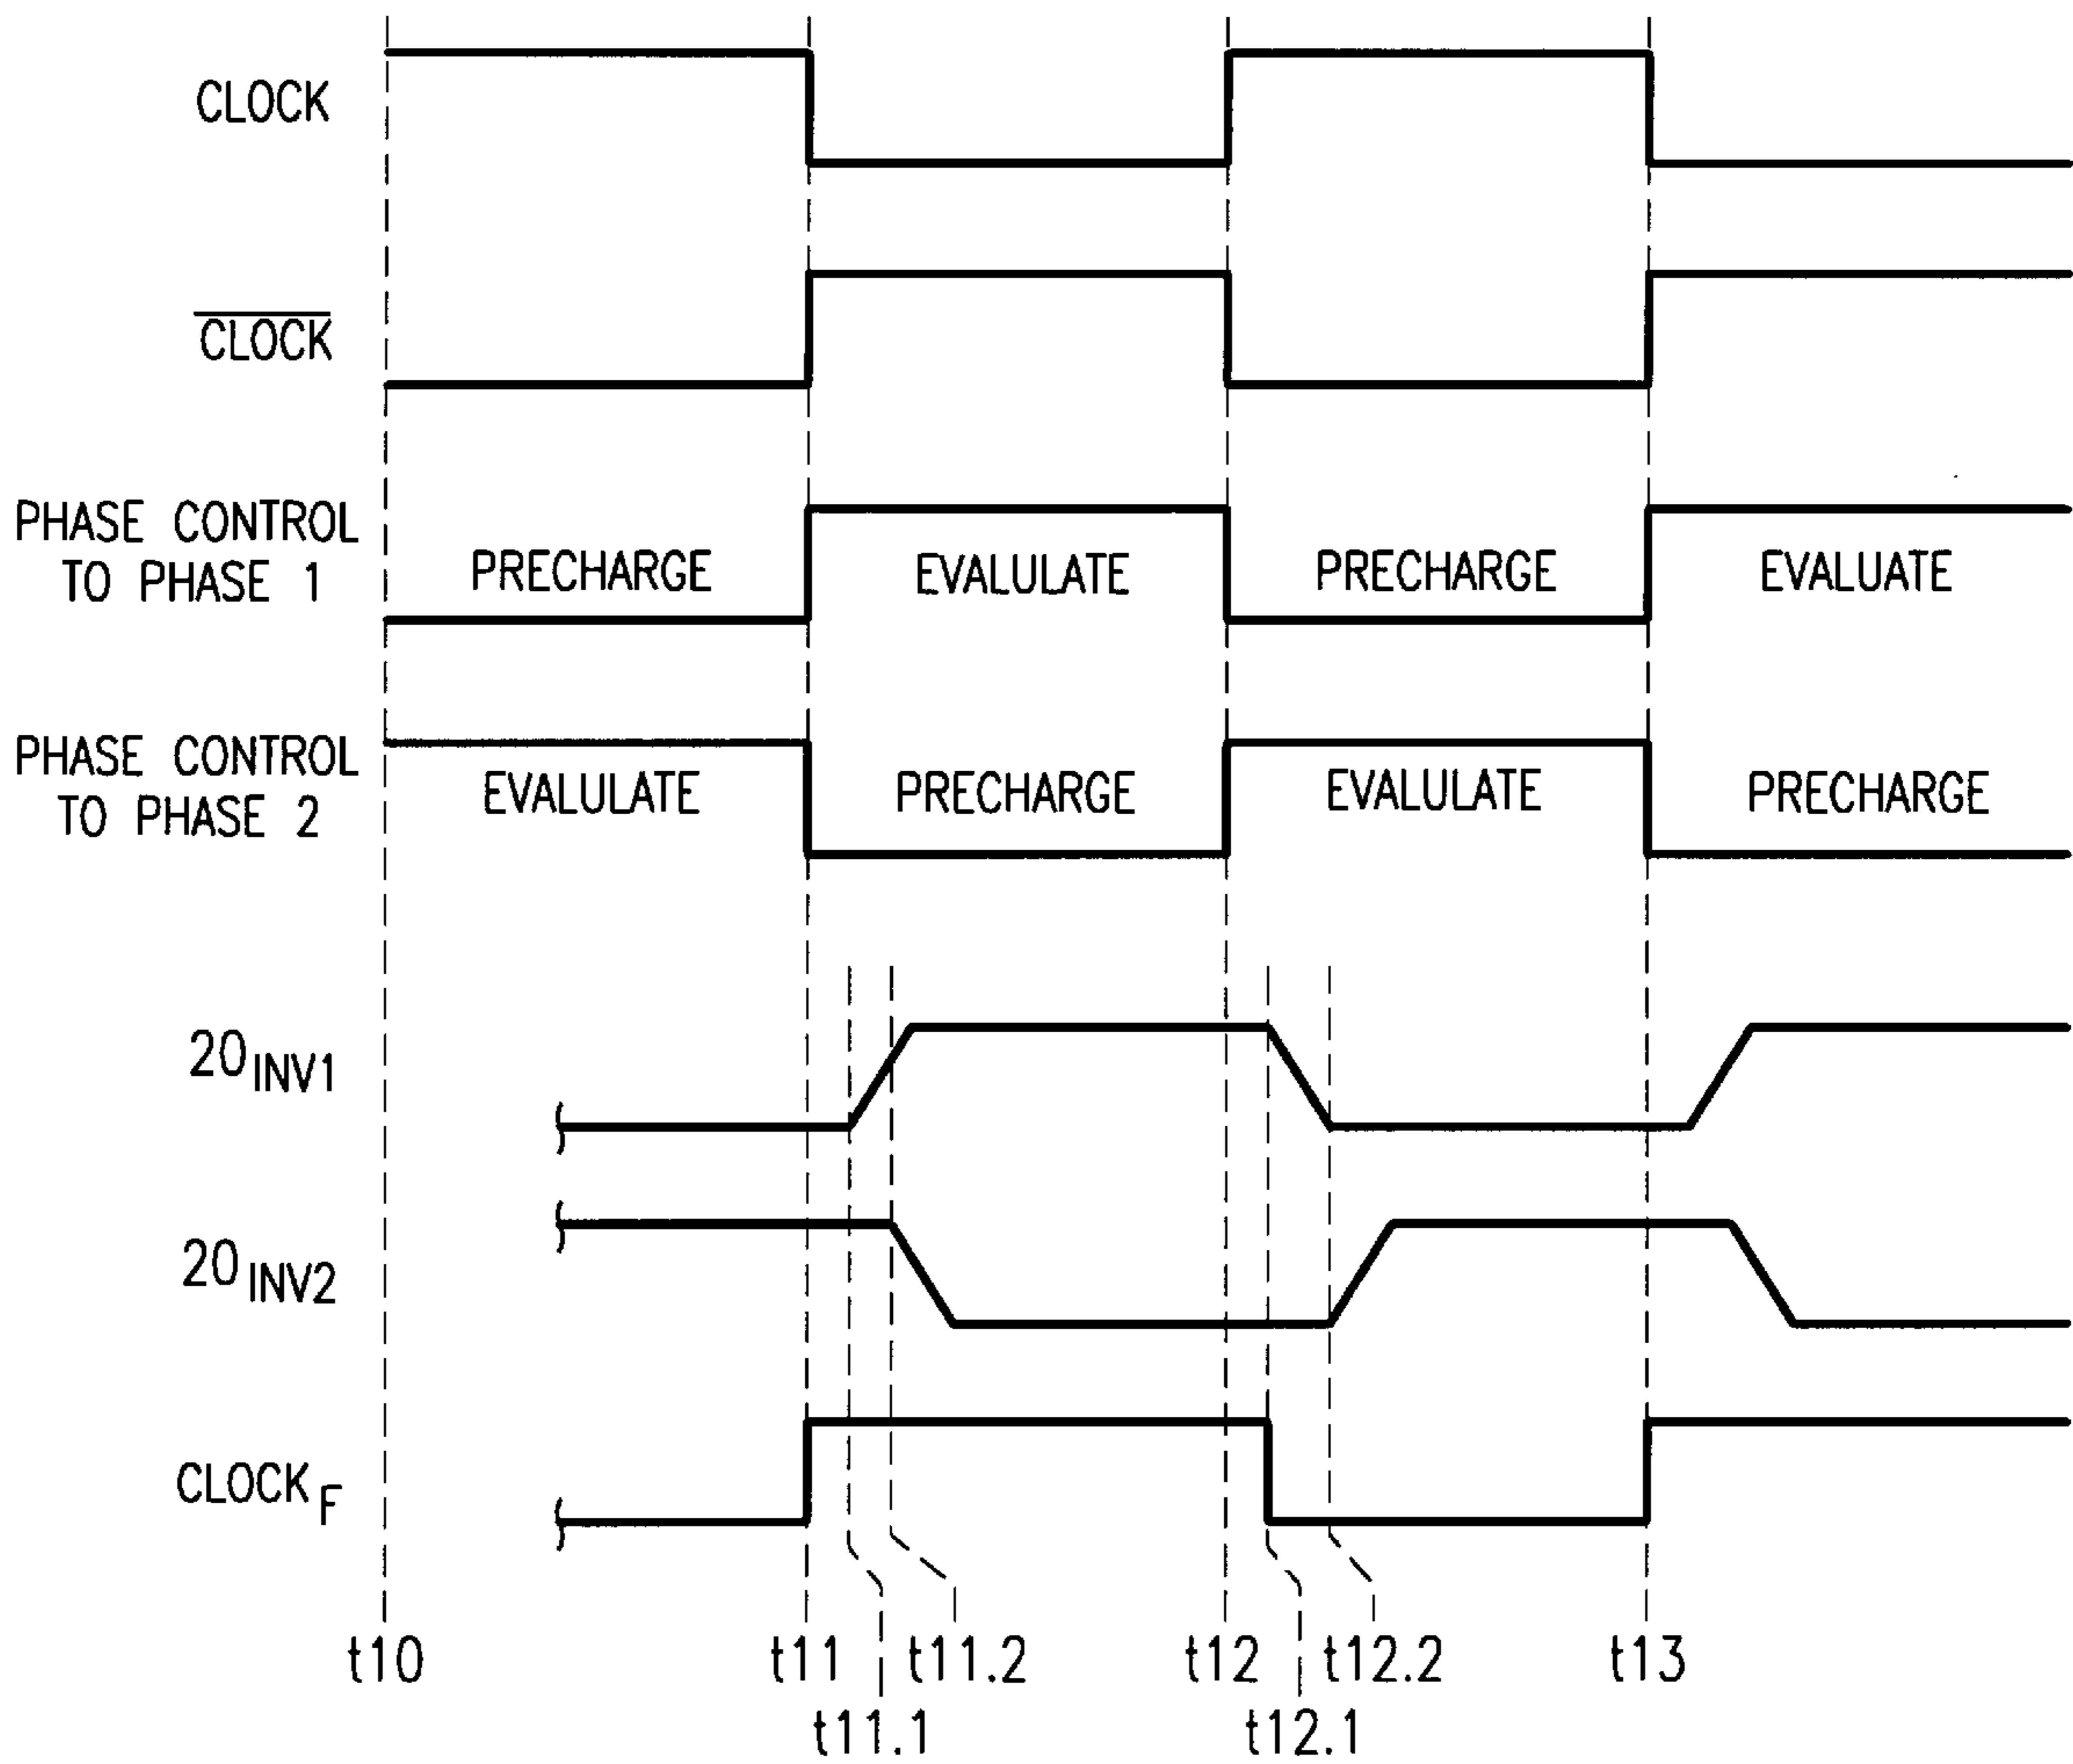 CLOCK
CLOCK
PHASE CONTROL
TO PHASE 1
PRECHARGE
EVALULATE
PRECHARGE
EVALUATE
PHASE CONTROL
TO PHASE 2
EVALULATE
PRECHARGE
EVALULATE
PRECHARGE
20INV1
20INV2
CLOCKF
t10
t11
t11.2
t12
t12.2
t13
t11.1
t12.1